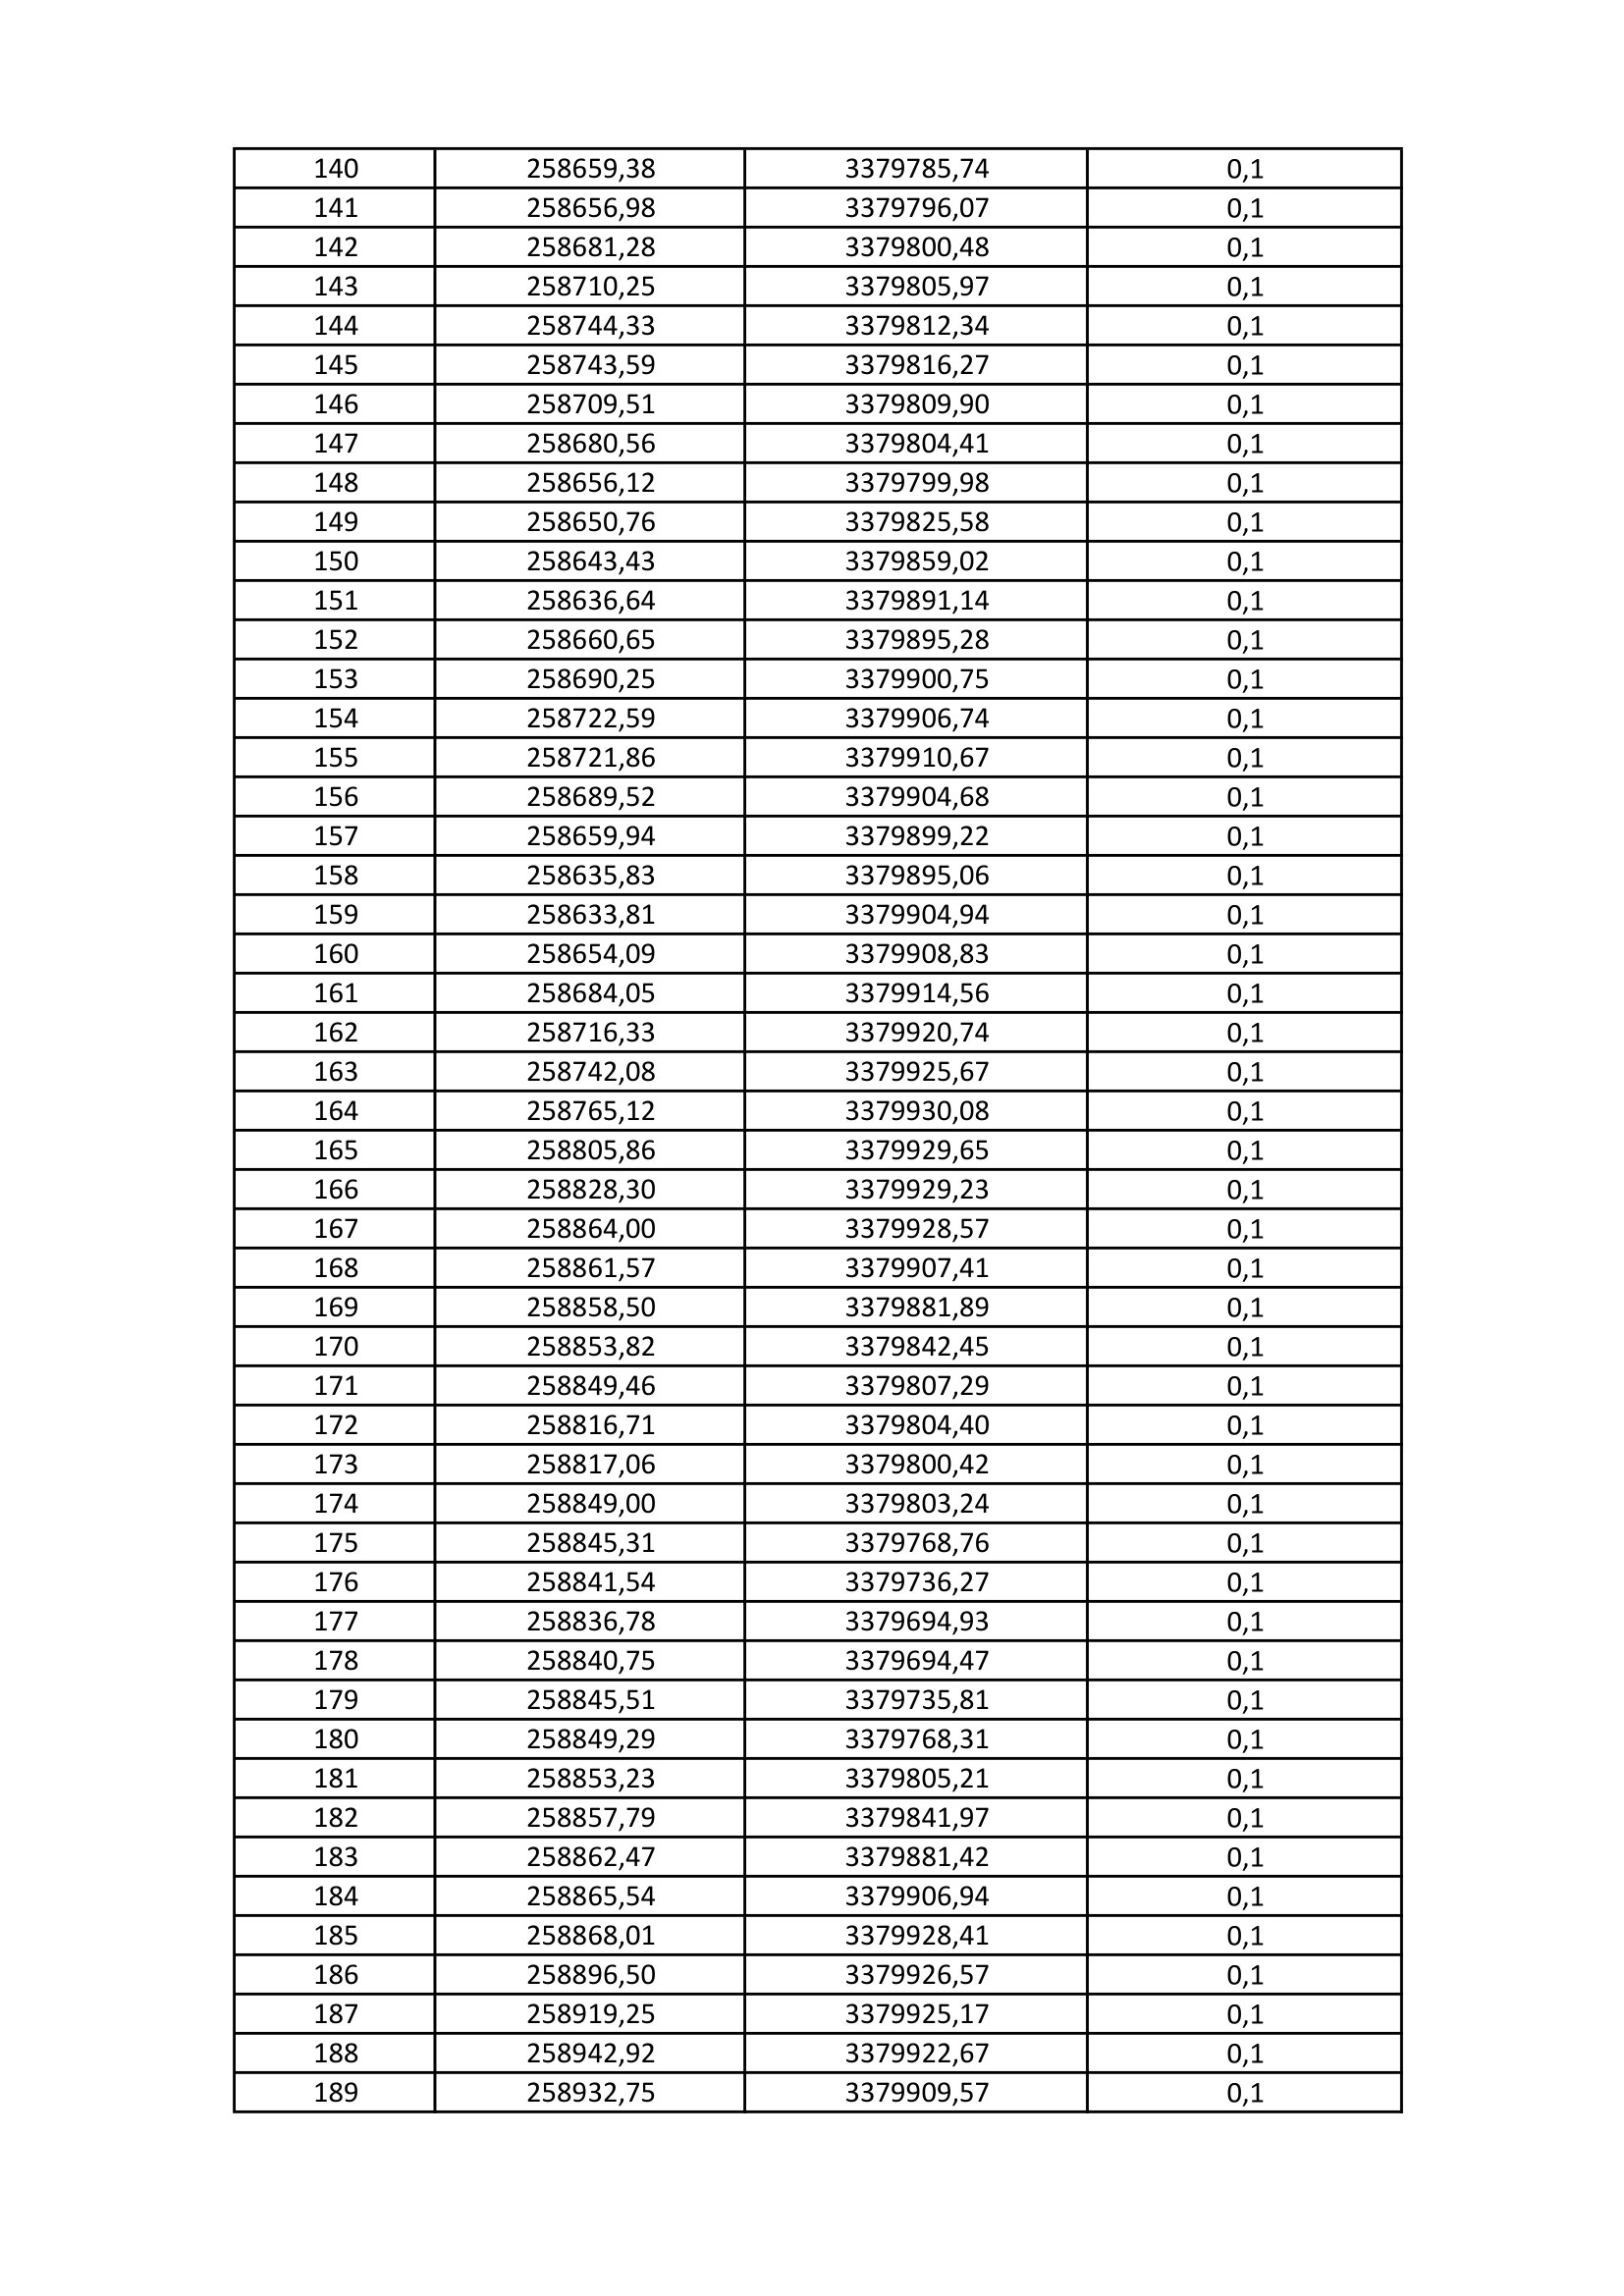 140 258659,38 3379785,74 0,1
141 258656,98 3379796,07 0,1
142 258681,28 3379800,48 0,1
143 258710,25 3379805,97 0,1
144 258744,33 3379812,34 0,1
145 258743,59 3379816,27 0,1
146 258709,51 3379809,90 0,1
147 258680,56 3379804,41 0,1
148 258656,12 3379799,98 0,1
149 258650,76 3379825,58 0,1
150 258643,43 3379859,02 0,1
151 258636,64 3379891,14 0,1
152 258660,65 3379895,28 0,1
153 258690,25 3379900,75 0,1
154 258722,59 3379906,74 0,1
155 258721,86 3379910,67 0,1
156 258689,52 3379904,68 0,1
157 258659,94 3379899,22 0,1
158 258635,83 3379895,06 0,1
159 258633,81 3379904,94 0,1
160 258654,09 3379908,83 0,1
161 258684,05 3379914,56 0,1
162 258716,33 3379920,74 0,1
163 258742,08 3379925,67 0,1
164 258765,12 3379930,08 0,1
165 258805,86 3379929,65 0,1
166 258828,30 3379929,23 0,1
167 258864,00 3379928,57 0,1
168 258861,57 3379907,41 0,1
169 258858,50 3379881,89 0,1
170 258853,82 3379842,45 0,1
171 258849,46 3379807,29 0,1
172 258816,71 3379804,40 0,1
173 258817,06 3379800,42 0,1
174 258849,00 3379803,24 0,1
175 258845,31 3379768,76 0,1
176 258841,54 3379736,27 0,1
177 258836,78 3379694,93 0,1
178 258840,75 3379694,47 0,1
179 258845,51 3379735,81 0,1
180 258849,29 3379768,31 0,1
181 258853,23 3379805,21 0,1
182 258857,79 3379841,97 0,1
183 258862,47 3379881,42 0,1
184 258865,54 3379906,94 0,1
185 258868,01 3379928,41 0,1
186 258896,50 3379926,57 0,1
187 258919,25 3379925,17 0,1
188 258942,92 3379922,67 0,1
189 258932,75 3379909,57 0,1